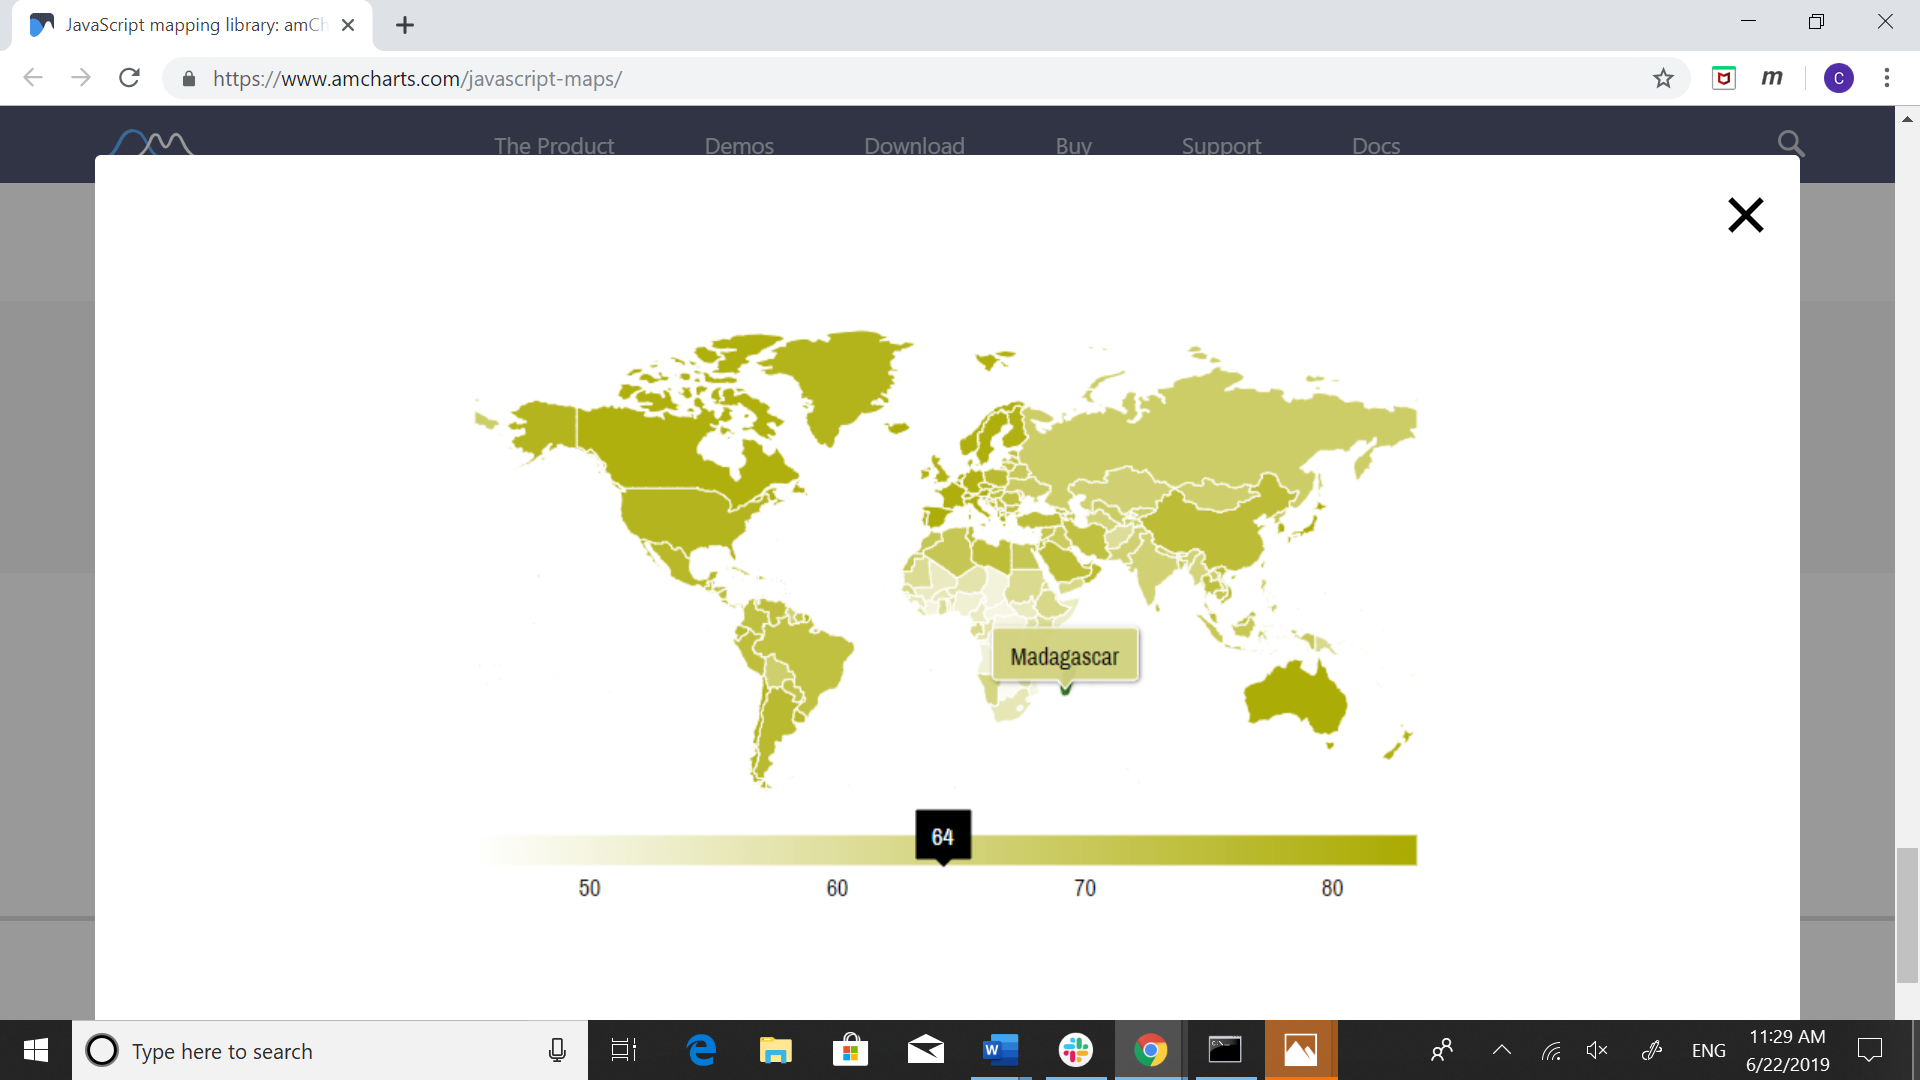 JavaScript mapping library: amCh
https://www.amcharts.com/javascript-maps/
C
The Product Demos Download Buy Support Docs
Madagascar
64
50 60 70 80
Type here to search
ENG
11:29 AM
6/22/2019